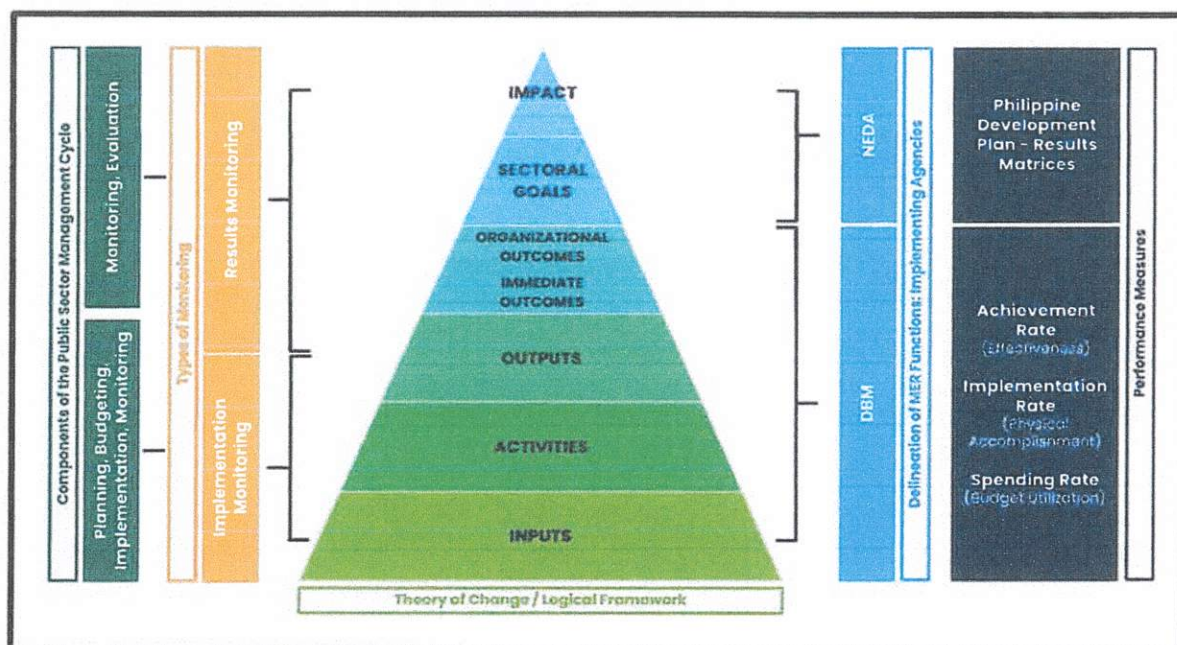 Components of the Public Sector Management Cycle
Monitoring, Evaluation
Planning, Budgeting,
Implementation, Monitoring
Types of Monitoring
Results Monitoring
Implementation
Monitoring
IMPACT
SECTORAL
GOALS
ORGANIZATIONAL
OUTCOMES
IMMEDIATE
OUTCOMES
OUTPUTS
ACTIVITIES
INPUTS
Theory of Change / Logical Framework
NEDA
DBM
Delineation of MER Functions: Implementing Agencies
Philippine
Development
Plan - Results
Matrices
Achievement
Rate
(Effectiveness)
Implementation
Rate
(Physical
Accomplishment)
Spending Rate
(Budget Utilization)
Performance Measures